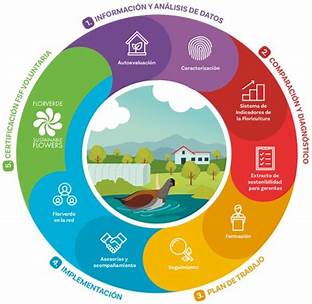 1. INFORMACIÓN Y ANÁLISIS DE DATOS
Autoevaluación
Caracterización
2. COMPARACIÓN Y DIAGNÓSTICO
Sistema de
Indicadores de
la Floricultura
Extracto de
sostenibilidad
para gerentes
3. PLAN DE TRABAJO
Formación
Seguimiento
4. IMPLEMENTACIÓN
Asesorías y
acompañamiento
Florverde
en la red
5. CERTIFICACIÓN FSF VOLUNTARIA
FLORVERDE
SUSTAINABLE
FLOWERS